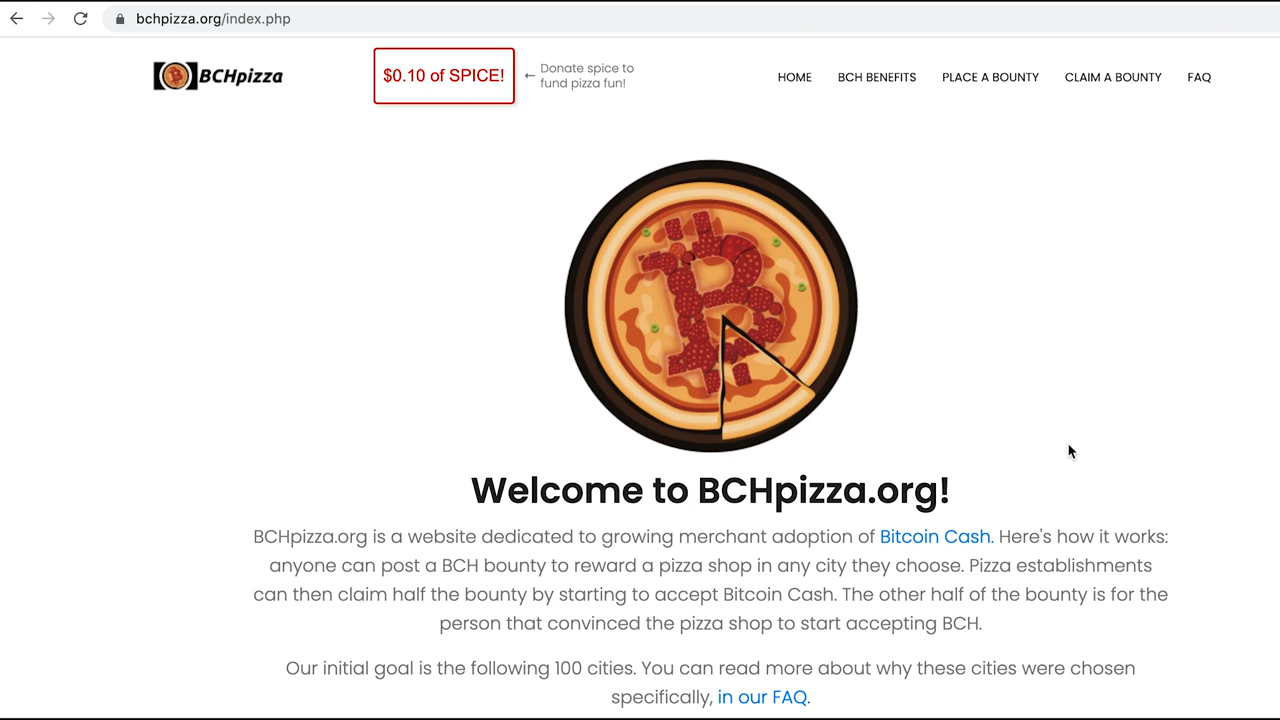 bchpizza.org/index.php
BCHpizza
$0.10 of SPICE!
← Donate spice to
fund pizza fun!
HOME BCH BENEFITS PLACE A BOUNTY CLAIM A BOUNTY FAQ
Welcome to BCHpizza.org!
BCHpizza.org is a website dedicated to growing merchant adoption of Bitcoin Cash. Here's how it works:
anyone can post a BCH bounty to reward a pizza shop in any city they choose. Pizza establishments
can then claim half the bounty by starting to accept Bitcoin Cash. The other half of the bounty is for the
person that convinced the pizza shop to start accepting BCH.
Our initial goal is the following 100 cities. You can read more about why these cities were chosen
specifically, in our FAQ.